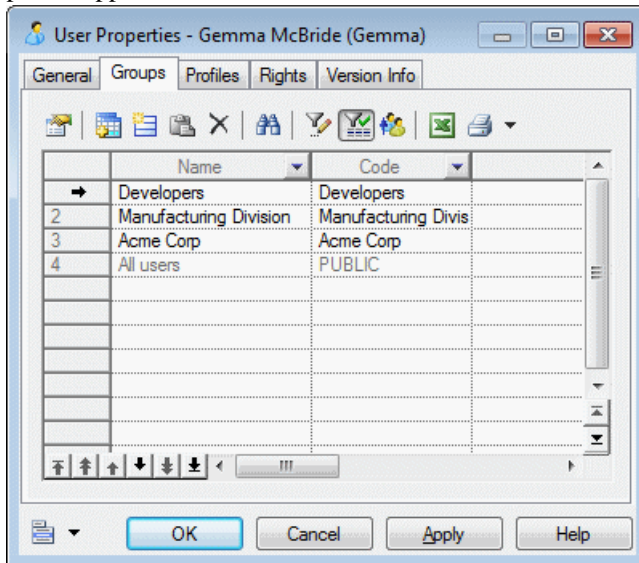 User Properties - Gemma McBride (Gemma)
General Groups Profiles Rights Version Info
Name Code
Developers Developers
2 Manufacturing Division Manufacturing Divis
3 Acme Corp Acme Corp
4 All users PUBLIC
OK Cancel Apply Help